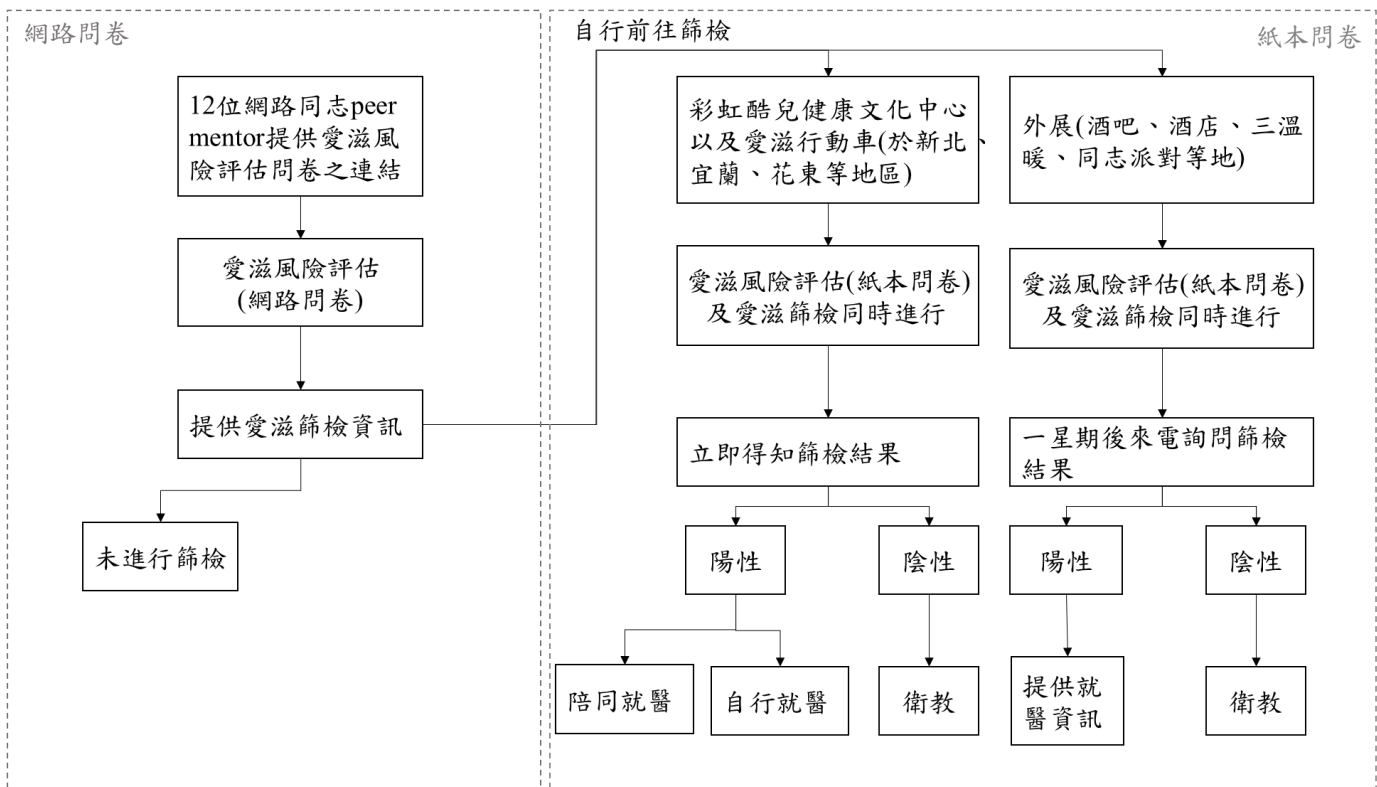 網路問卷
12位網路同志peer
mentor提供愛滋風
險評估問卷之連結
愛滋風險評估
(網路問卷)
提供愛滋篩檢資訊
未進行篩檢
自行前往篩檢
紙本問卷
彩虹酷兒健康文化中心
以及愛滋行動車(於新北、
宜蘭、花東等地區)
愛滋風險評估(紙本問卷)
及愛滋篩檢同時進行
立即得知篩檢結果
陽性
陰性
陪同就醫
自行就醫
衛教
外展(酒吧、酒店、三溫
暖、同志派對等地)
愛滋風險評估(紙本問卷)
及愛滋篩檢同時進行
一星期後來電詢問篩檢
結果
陽性
陰性
提供就
醫資訊
衛教